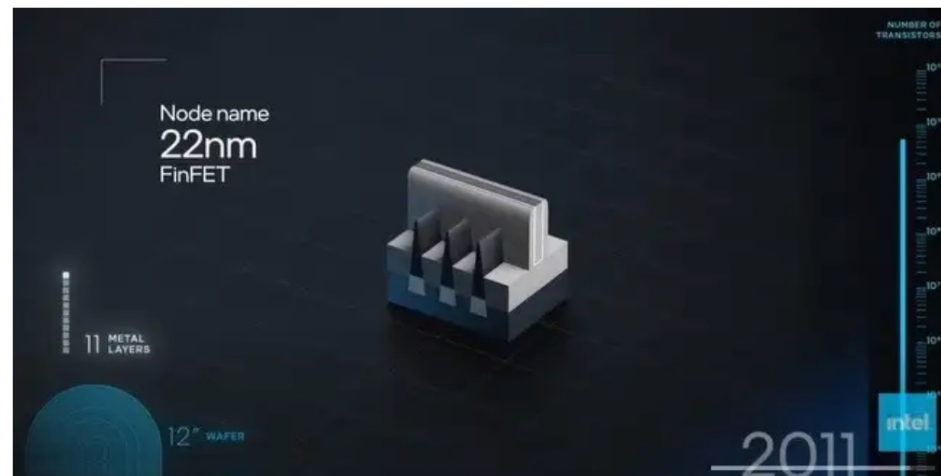 NUMBER OF
TRANSISTORS
Node name
22nm
FinFET
11 METAL
LAYERS
12" WAFER
intel
2011